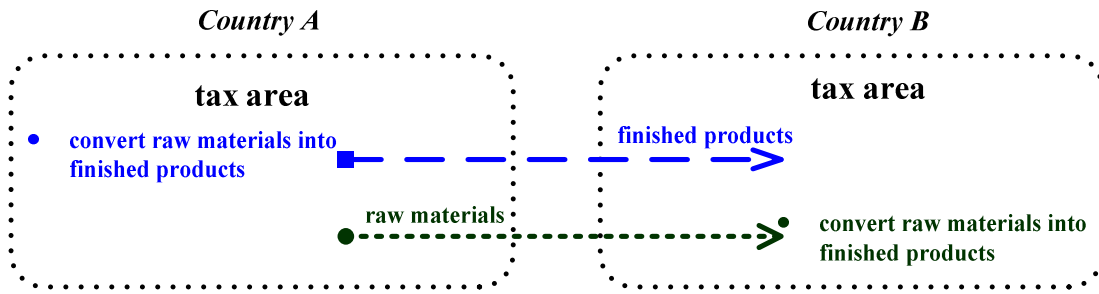 Country A
Country B
tax area
tax area
convert raw materials into
finished products
finished products
raw materials
convert raw materials into
finished products